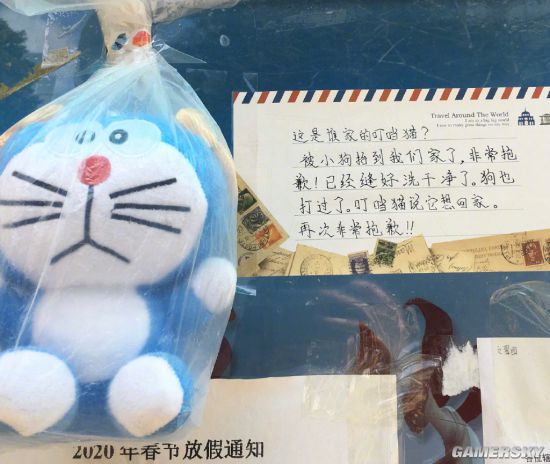 Travel Around The World
这是谁家的叮当猫？
被小狗拍到我们家了，非常抱
歉！已经缝好洗干净了。狗也
打过了。叮当猫说它想回家。
再次非常抱歉!!
2020年春节放假通知
GAMERSKY